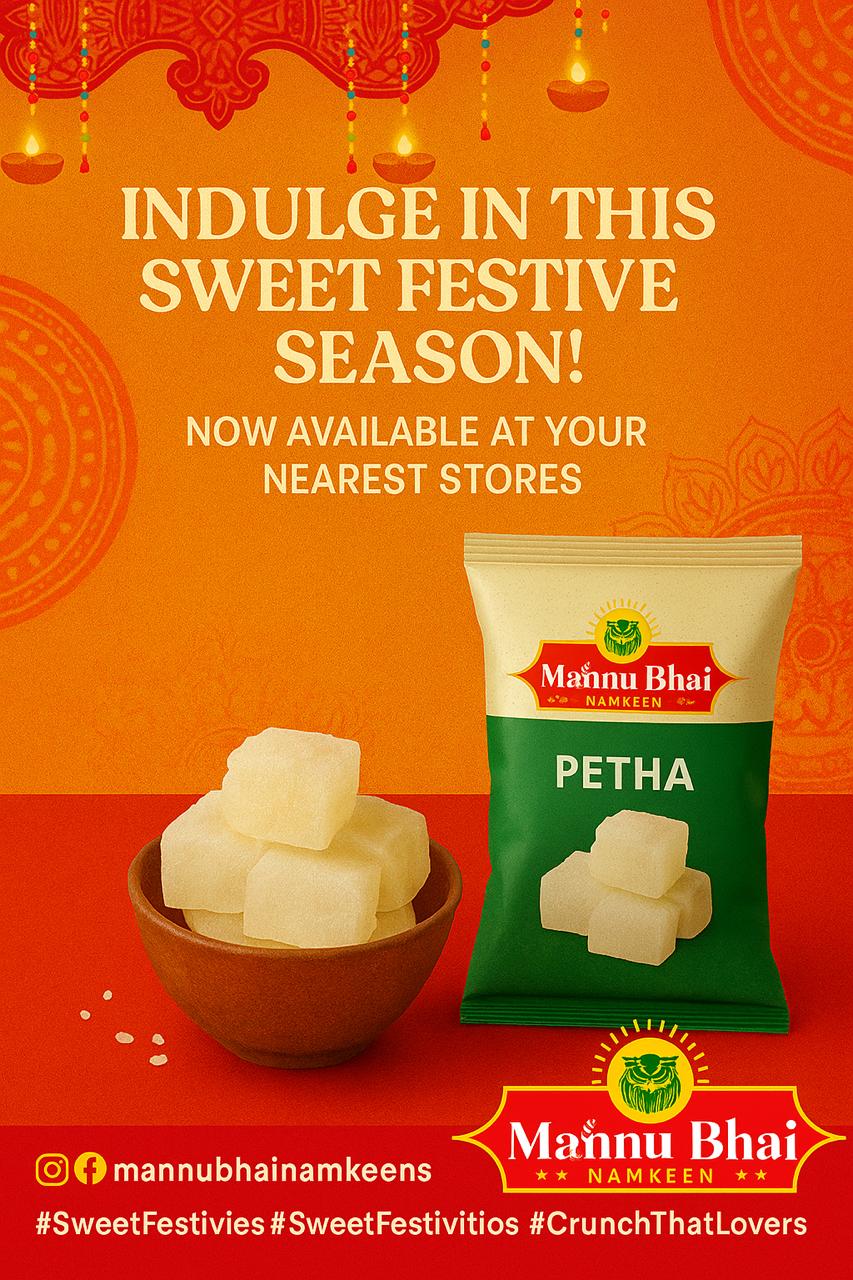 INDULGE IN THIS
SWEET FESTIVE
SEASON!
NOW AVAILABLE AT YOUR
NEAREST STORES
Mannu Bhai
NAMKEEN
PETHA
Mannu Bhai
NAMKEEN
mannubhainamkeens
#SweetFestivies #SweetFestivitios #CrunchThatLovers